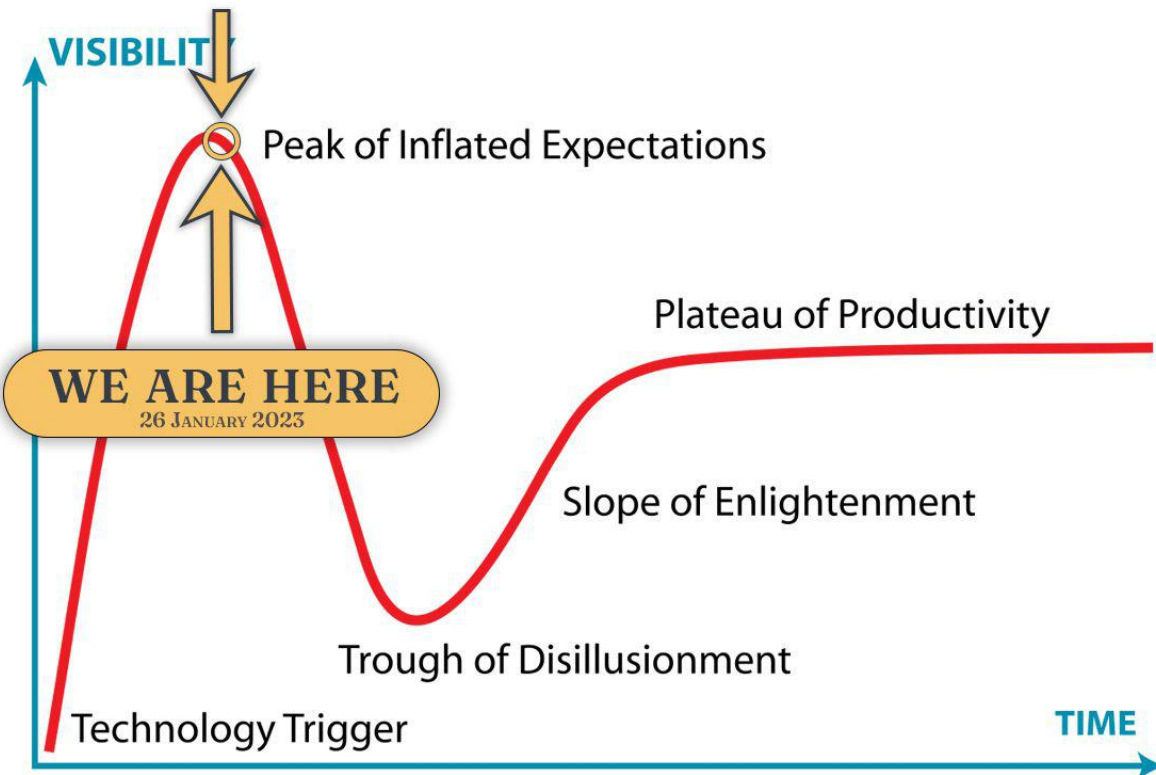 VISIBILITY
Peak of Inflated Expectations
Plateau of Productivity
WE ARE HERE
26 January 2023
Slope of Enlightenment
Trough of Disillusionment
Technology Trigger
TIME